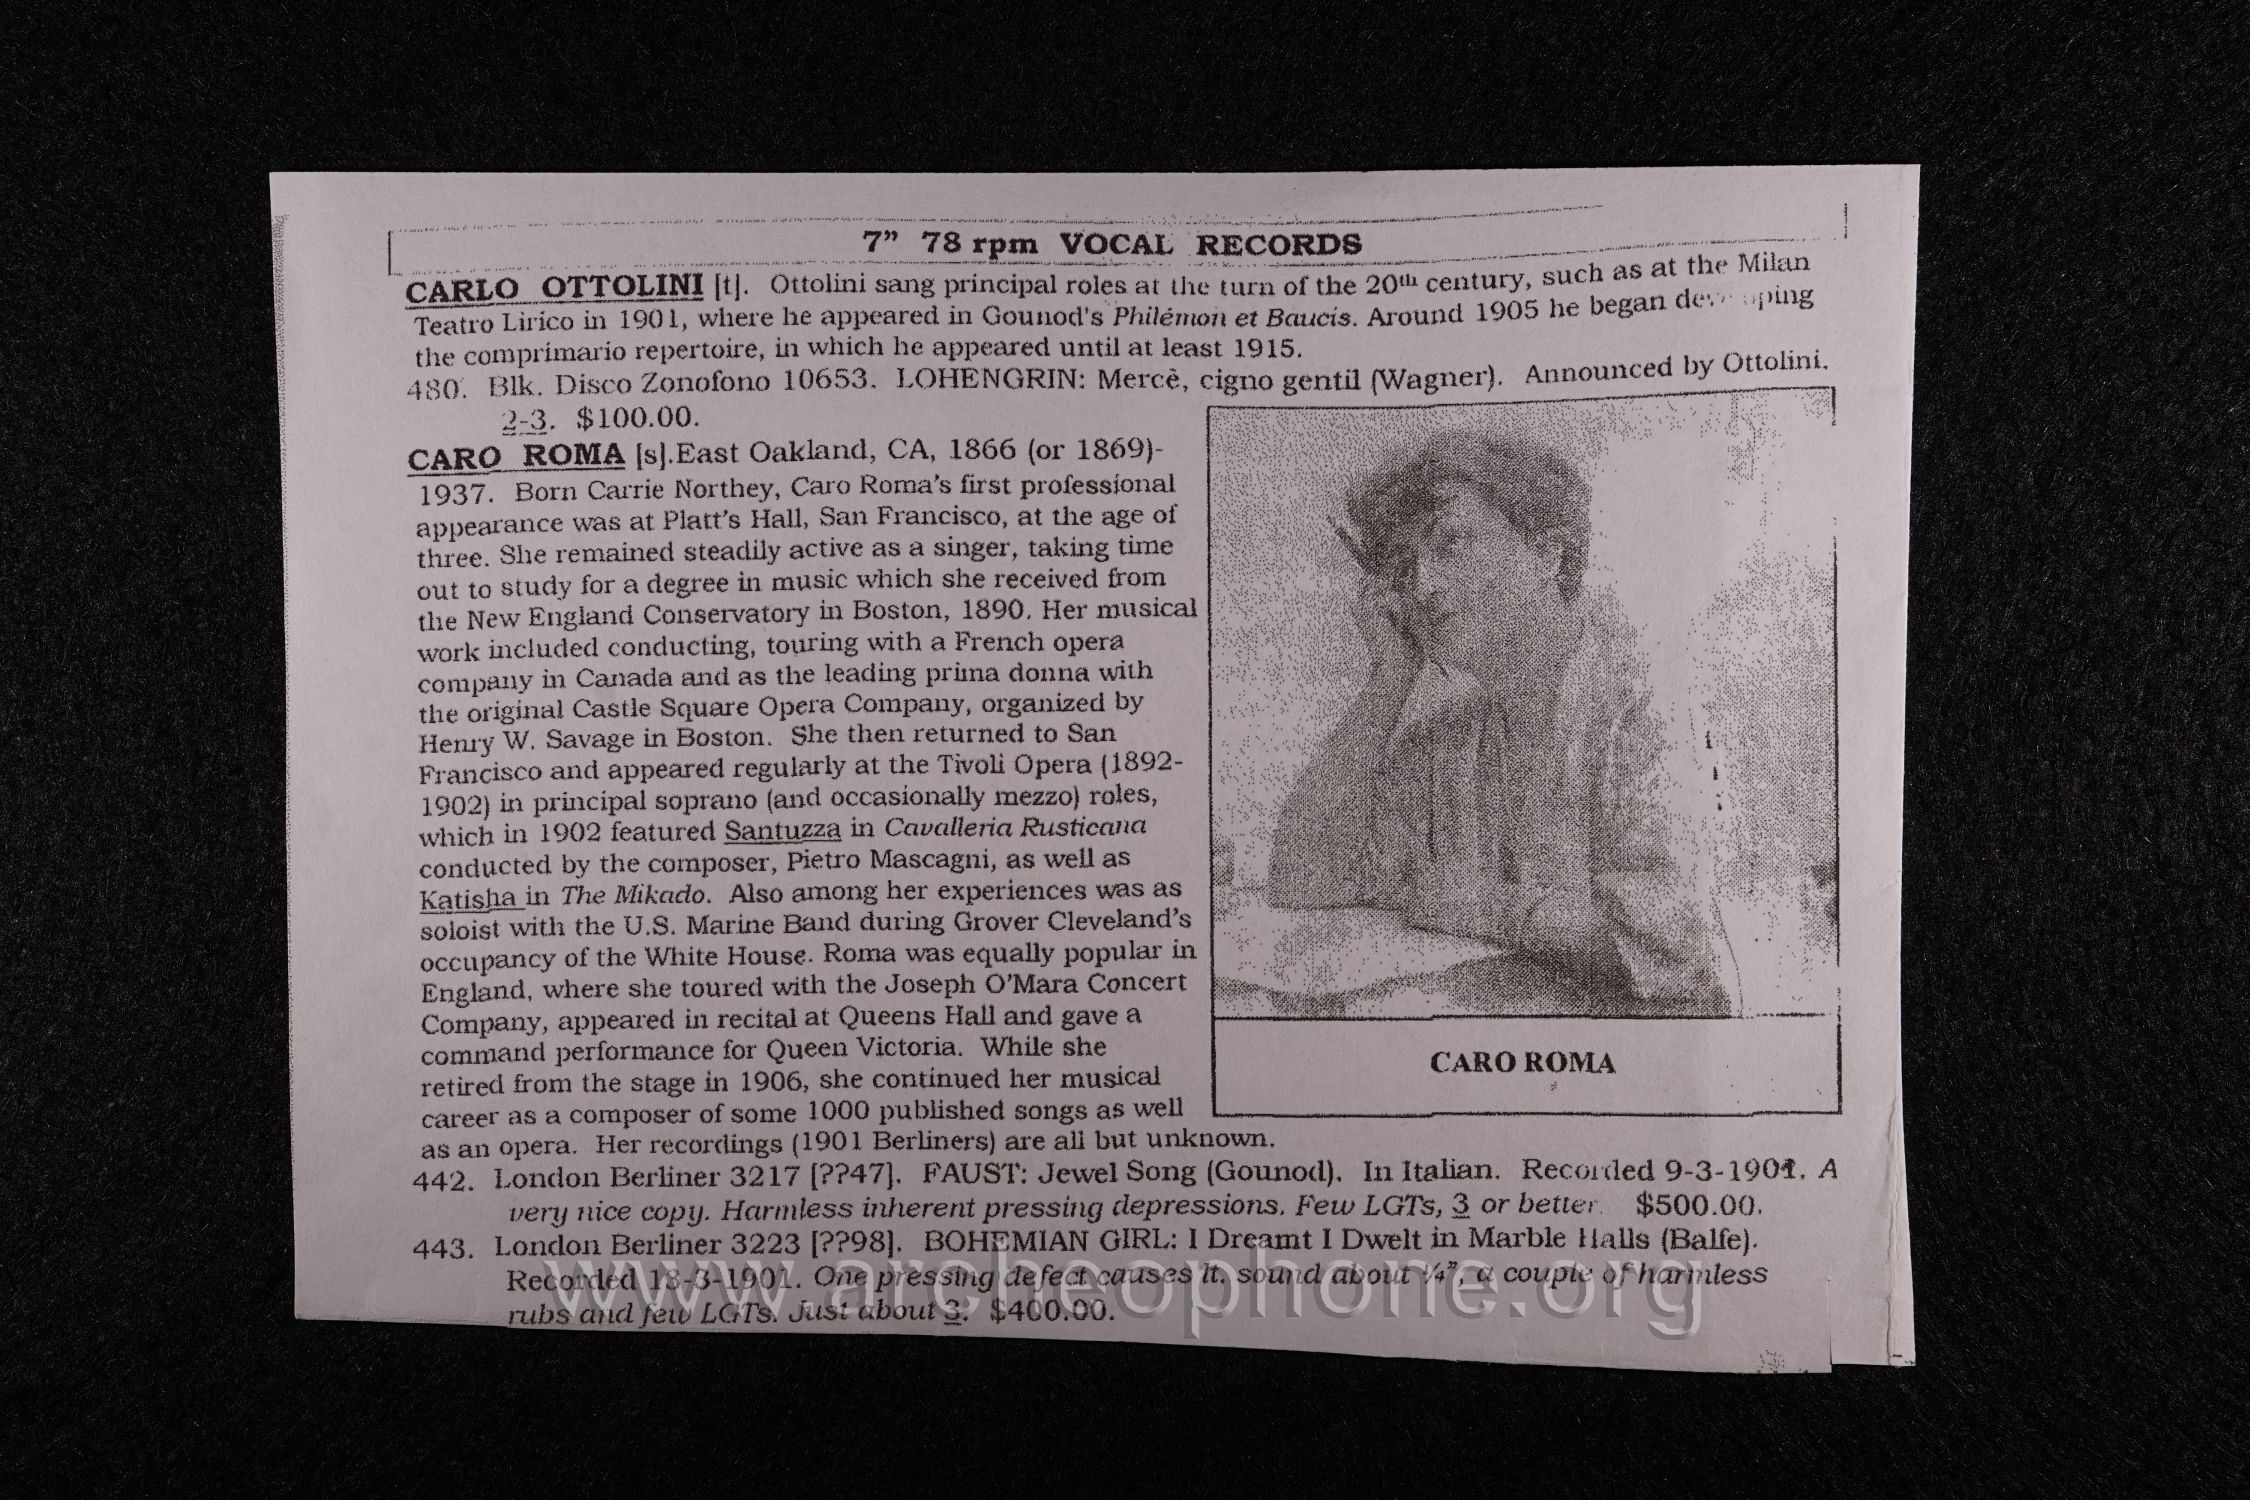 7” 78 rpm VOCAL RECORDS
CARLO OTTOLINI [t]. Ottolini sang principal roles at the turn of the 20th century, such as at the Milan
Teatro Lirico in 1901, where he appeared in Gounod's Philémon et Baucis. Around 1905 he began
the comprimario repertoire, in which he appeared until at least 1915.
480. Blk. Disco Zonofono 10653. LOHENGRIN: Mercè, cigno gentil (Wagner). Announced by Ottolini.
2-3. $100.00.
CARO ROMA [s].East Oakland, CA, 1866 (or 1869)-
1937. Born Carrie Northey, Caro Roma’s first professional
appearance was at Platt’s Hall, San Francisco, at the age of
three. She remained steadily active as a singer, taking time
out to study for a degree in music which she received from
the New England Conservatory in Boston, 1890. Her musical
work included conducting, touring with a French opera
company in Canada and as the leading prima donna with
the original Castle Square Opera Company, organized by
Henry W. Savage in Boston. She then returned to San
Francisco and appeared regularly at the Tivoli Opera (1892-
1902) in principal soprano (and occasionally mezzo) roles,
which in 1902 featured Santuzza in Cavalleria Rusticana
conducted by the composer, Pietro Mascagni, as well as
Katisha in The Mikado. Also among her experiences was as
soloist with the U.S. Marine Band during Grover Cleveland’s
occupancy of the White House. Roma was equally popular in
England, where she toured with the Joseph O’Mara Concert
Company, appeared in recital at Queens Hall and gave a
command performance for Queen Victoria. While she
retired from the stage in 1906, she continued her musical
career as a composer of some 1000 published songs as well
as an opera. Her recordings (1901 Berliners) are all but unknown.
CARO ROMA
442. London Berliner 3217 [??47]. FAUST: Jewel Song (Gounod). In Italian. Recorded 9-3-1901. A
very nice copy. Harmless inherent pressing depressions. Few LGTs, 3 or better. $500.00.
443. London Berliner 3223 [??98]. BOHEMIAN GIRL: I Dreamt I Dwelt in Marble Halls (Balfe).
Recorded 18-3-1901. One pressing defect causes lt. sound about ¼”, a couple of harmless
rubs and few LGTs. Just about 3. $400.00.
www.archeophone.org